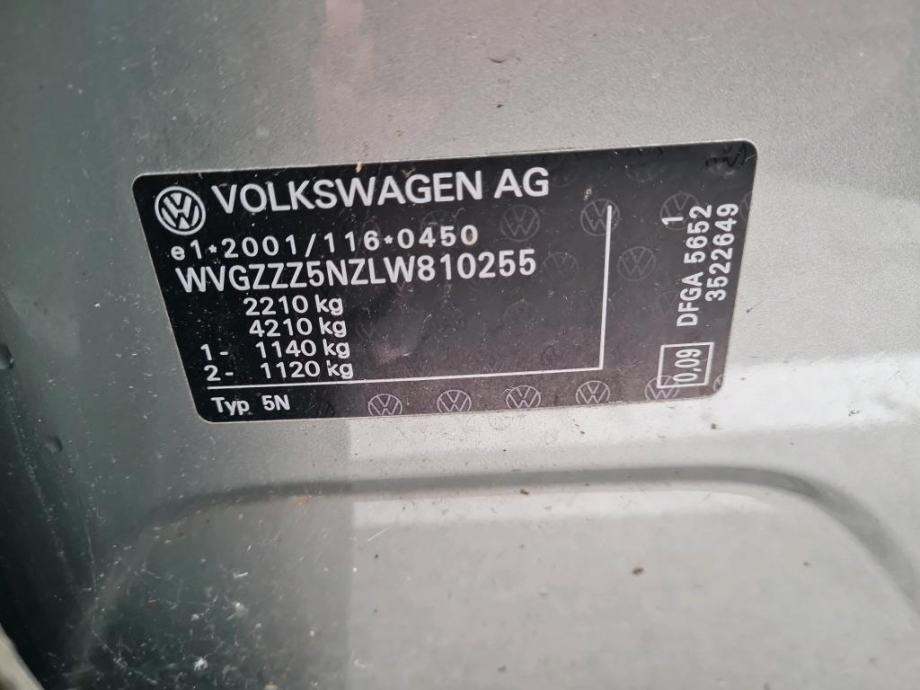 VOLKSWAGEN AG
e1*2001/116*0450
WVGZZZ5NZLW810255
2210 kg
4210 kg
1- 1140 kg
2- 1120 kg
Typ 5N
1
DFGA 5652
3522649
0,09